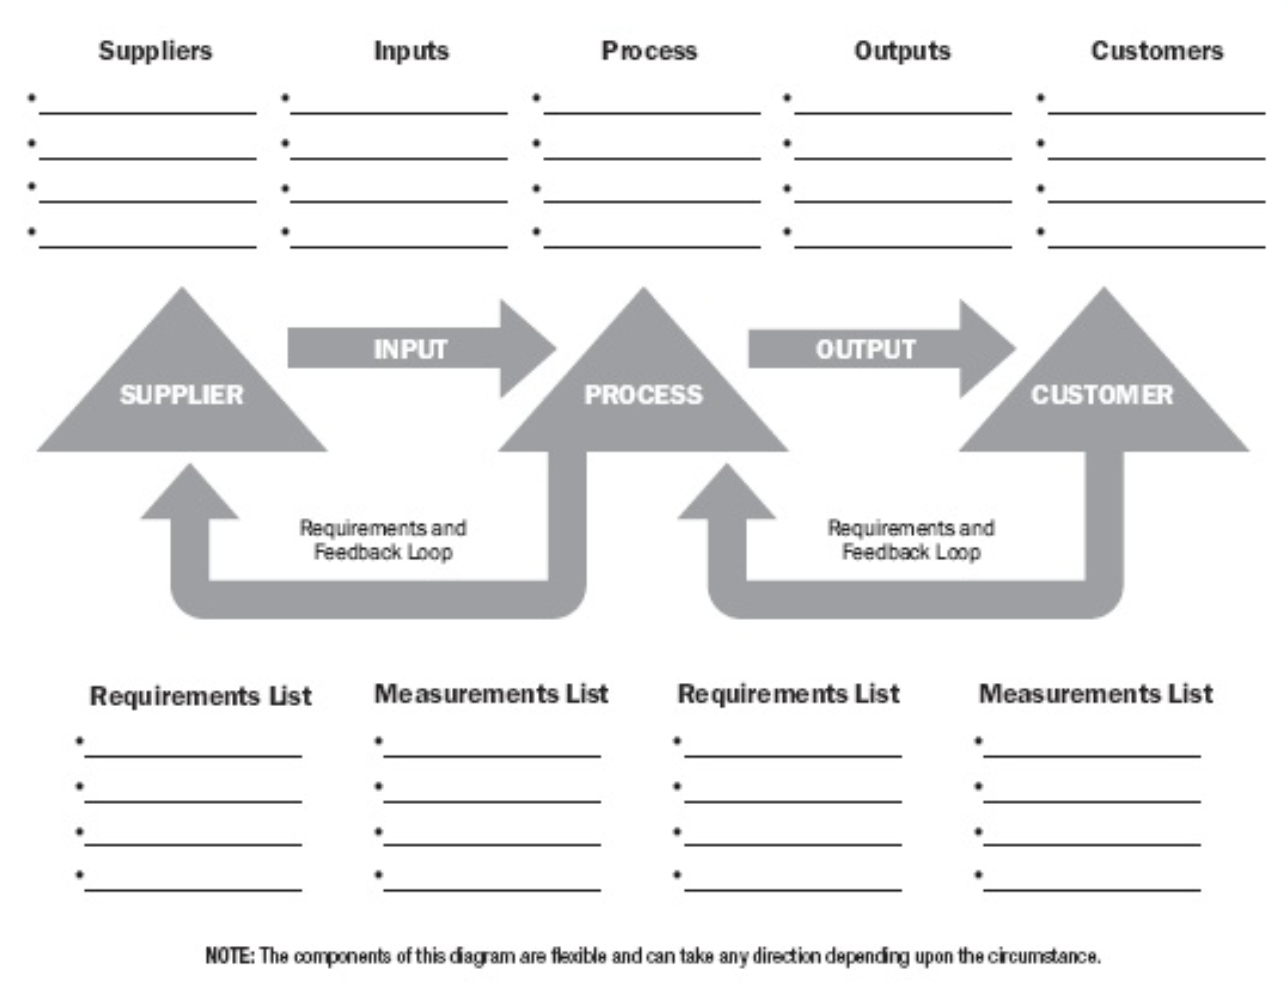 Suppliers Inputs Process Outputs Customers
•
•
•
•
INPUT OUTPUT
SUPPLIER PROCESS CUSTOMER
Requirements and
Feedback Loop
Requirements and
Feedback Loop
Requirements List Measurements List Requirements List Measurements List
•
•
•
•
NOTE: The components of this diagram are flexible and can take any direction depending upon the circumstance.